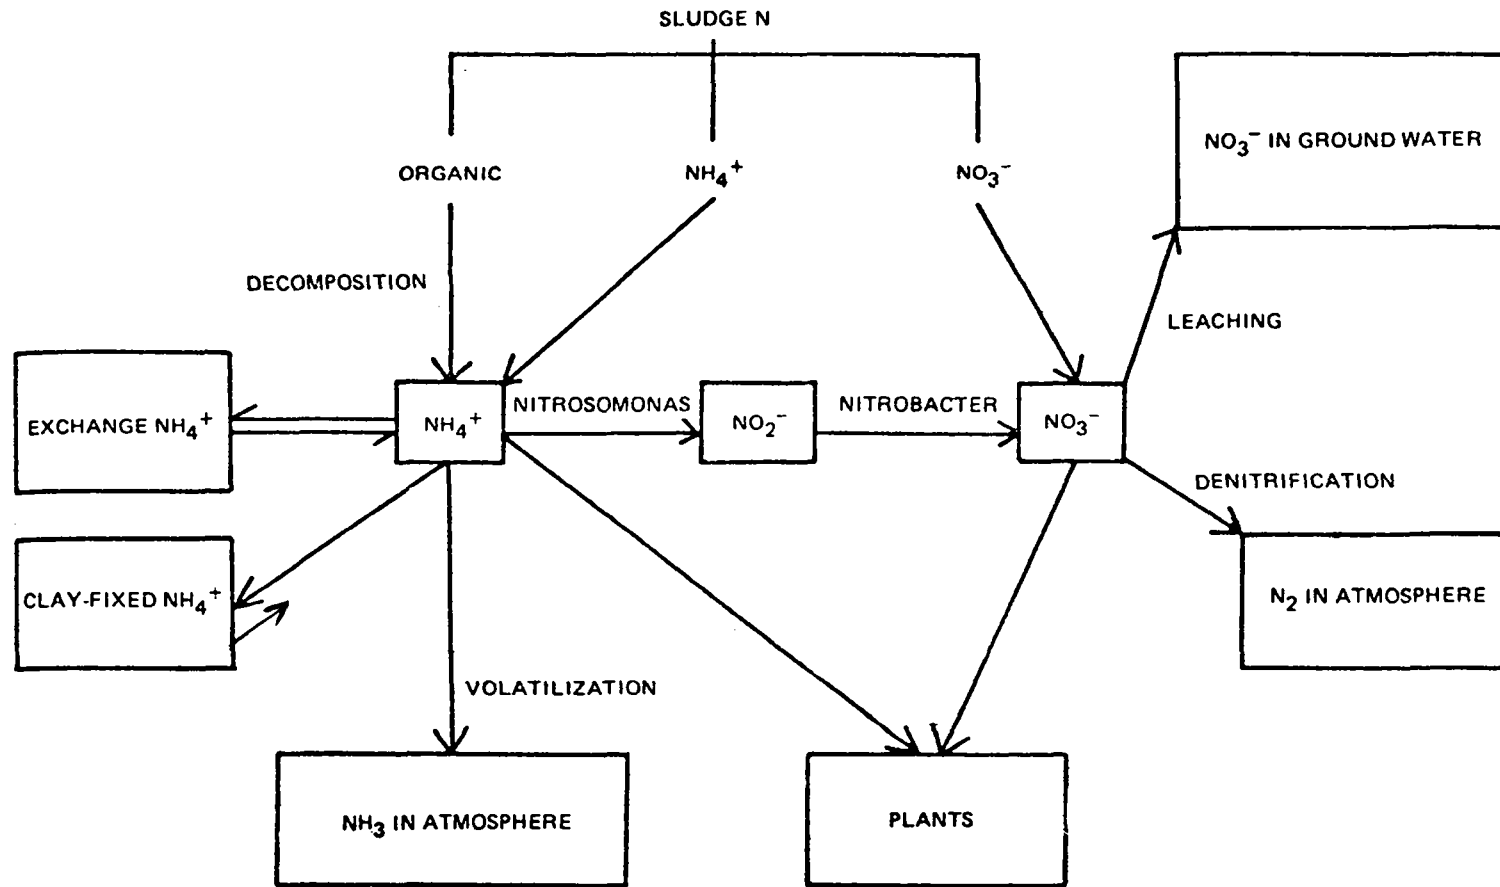 SLUDGE N
ORGANIC
NH₄⁺
NO₃⁻
NO₃⁻ IN GROUND WATER
DECOMPOSITION
LEACHING
EXCHANGE NH₄⁺
NH₄⁺
NITROSOMONAS
NO₂⁻
NITROBACTER
NO₃⁻
DENITRIFICATION
CLAY-FIXED NH₄⁺
N₂ IN ATMOSPHERE
VOLATILIZATION
NH₃ IN ATMOSPHERE
PLANTS